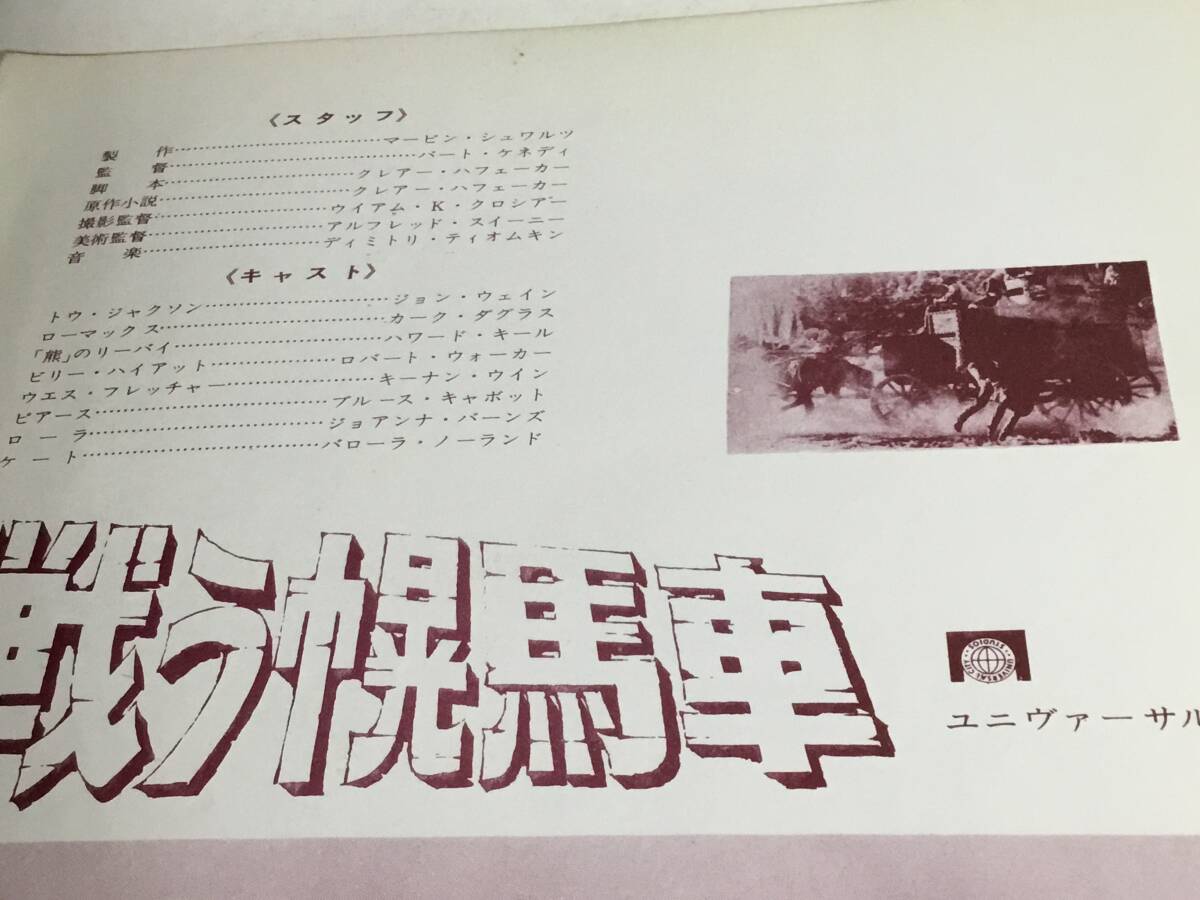 《スタッフ》
製作……………………………マービン・シュワルツ
監督……………………………バート・ケネディ
脚本……………………………クレアー・ハフェーカー
原作小説……………………………クレアー・ハフェーカー
撮影監督……………………………ウイアム・K・クロシアー
美術監督……………………………アルフレッド・スイーニー
音楽……………………………ディミトリ・ティオムキン
《キャスト》
トウ・ジャクソン……………………………ジョン・ウェイン
ローマックス……………………………カーク・ダグラス
「熊」のリーバイ……………………………ハワード・キール
ビリー・ハイアット……………………………ロバート・ウォーカー
ウエス・フレッチャー……………………………キーナン・ウイン
ピアース……………………………ブルース・キャボット
ローラ……………………………ジョアンナ・バーンズ
ケート……………………………バローラ・ノーランド
戦う幌馬車
UNIVERSAL CITY STUDIOS
ユニヴァーサル